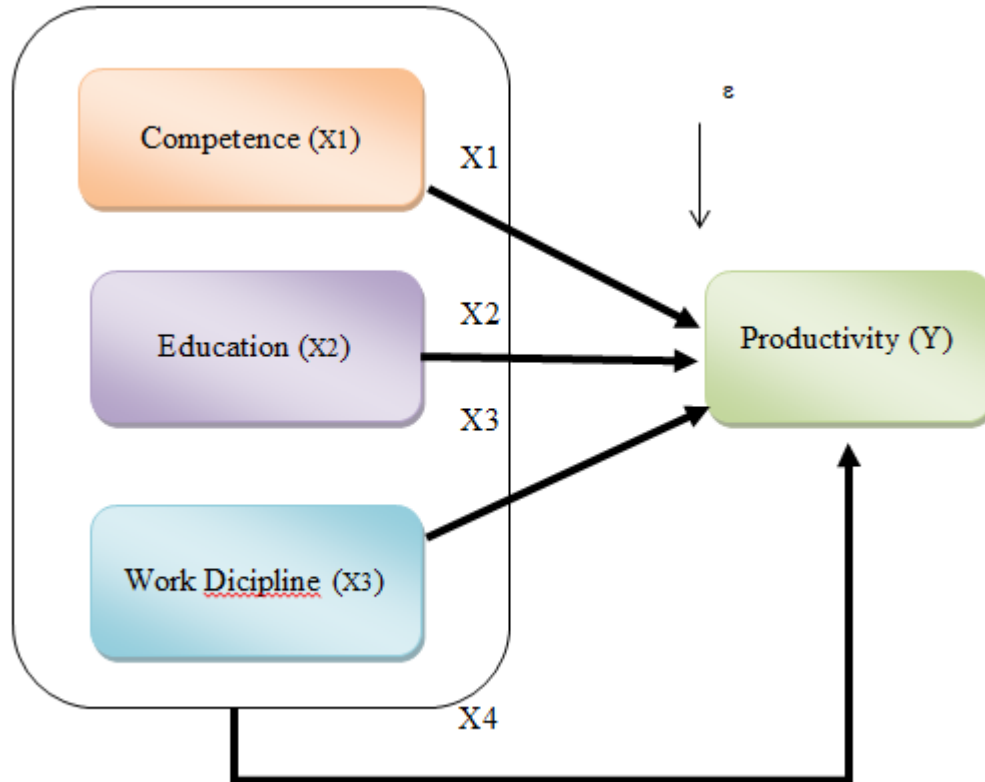 ε
Competence (X1)
X1
X2
Education (X2)
Productivity (Y)
X3
Work Dicipline (X3)
X4